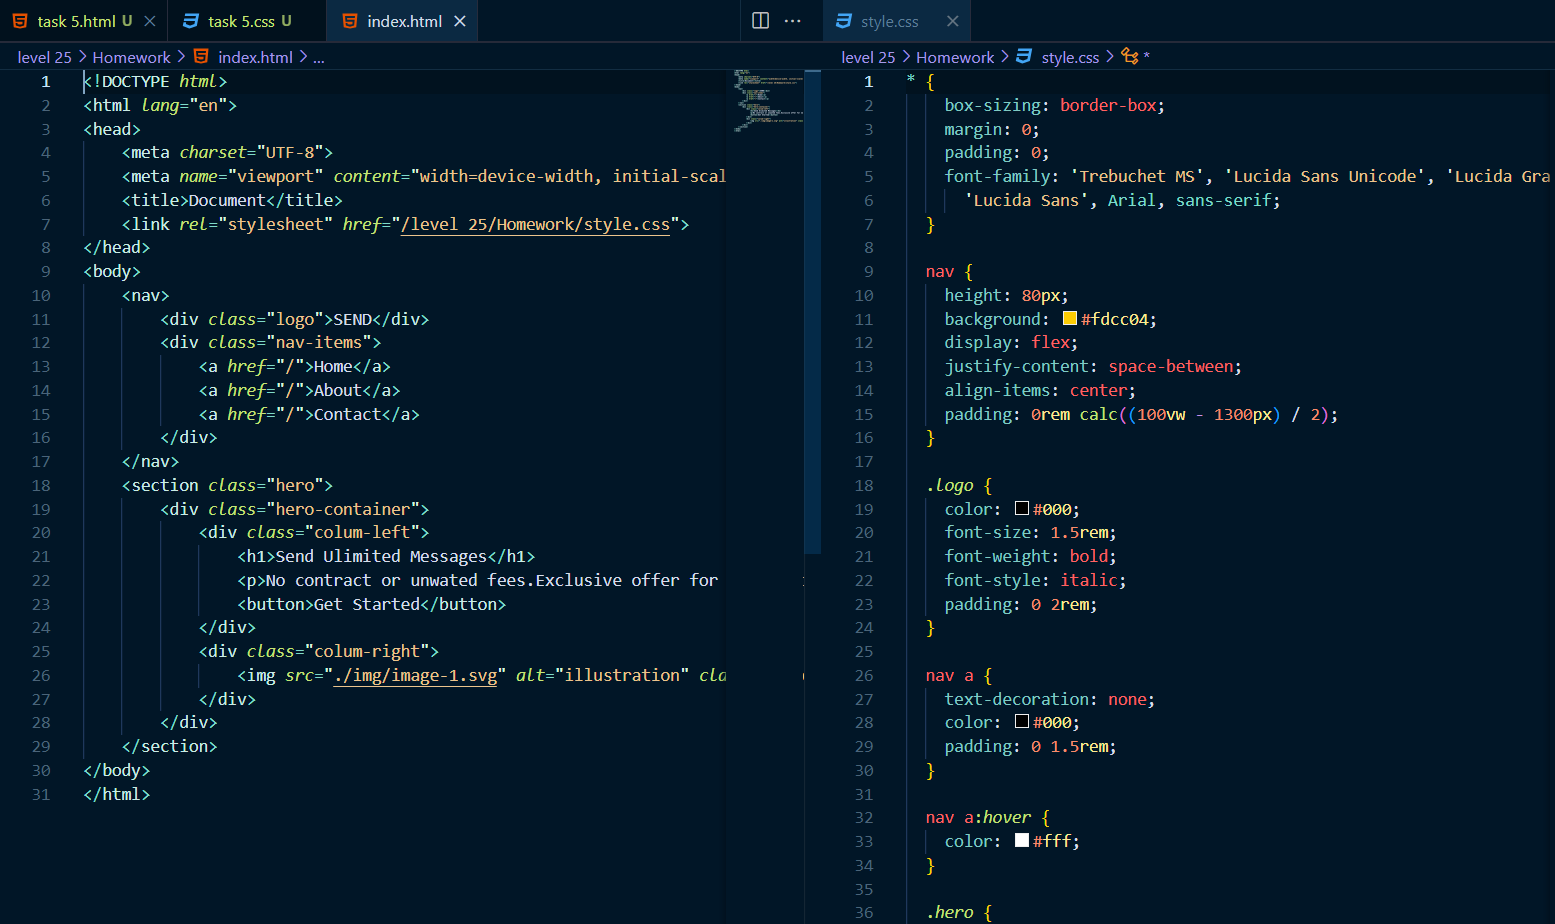 task 5.html U
task 5.css U
index.html
style.css
level 25 > Homework > index.html > ...
level 25 > Homework > style.css > *
1 <!DOCTYPE html>
2 <html lang="en">
3 <head>
4 <meta charset="UTF-8">
5 <meta name="viewport" content="width=device-width, initial-scal
6 <title>Document</title>
7 <link rel="stylesheet" href="/level 25/Homework/style.css">
8 </head>
9 <body>
10 <nav>
11 <div class="logo">SEND</div>
12 <div class="nav-items">
13 <a href="/">Home</a>
14 <a href="/">About</a>
15 <a href="/">Contact</a>
16 </div>
17 </nav>
18 <section class="hero">
19 <div class="hero-container">
20 <div class="colum-left">
21 <h1>Send Ulimited Messages</h1>
22 <p>No contract or unwated fees.Exclusive offer for
23 <button>Get Started</button>
24 </div>
25 <div class="colum-right">
26 <img src="./img/image-1.svg" alt="illustration" cla
27 </div>
28 </div>
29 </section>
30 </body>
31 </html>
1 * {
2 box-sizing: border-box;
3 margin: 0;
4 padding: 0;
5 font-family: 'Trebuchet MS', 'Lucida Sans Unicode', 'Lucida Gra
6 'Lucida Sans', Arial, sans-serif;
7 }
8
9 nav {
10 height: 80px;
11 background: #fdcc04;
12 display: flex;
13 justify-content: space-between;
14 align-items: center;
15 padding: 0rem calc((100vw - 1300px) / 2);
16 }
17
18 .logo {
19 color: #000;
20 font-size: 1.5rem;
21 font-weight: bold;
22 font-style: italic;
23 padding: 0 2rem;
24 }
25
26 nav a {
27 text-decoration: none;
28 color: #000;
29 padding: 0 1.5rem;
30 }
31
32 nav a:hover {
33 color: #fff;
34 }
35
36 .hero {